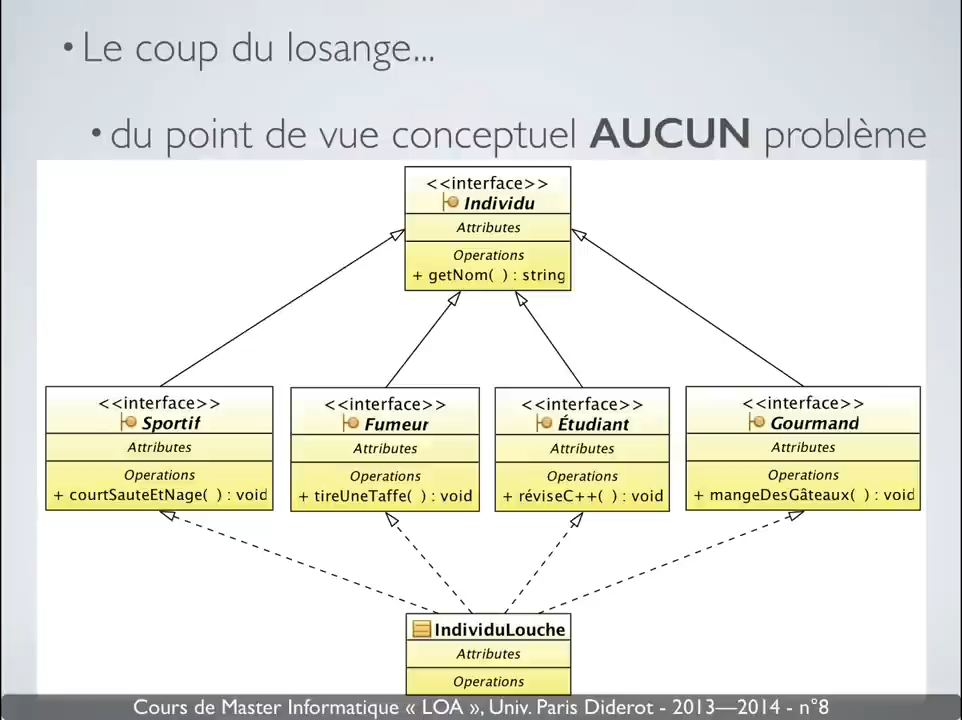 • Le coup du losange...
• du point de vue conceptuel AUCUN problème
<<interface>>
Individu
Attributes
Operations
+ getNom( ) : string
<<interface>>
Sportif
Attributes
Operations
+ courtSauteEtNage( ) : void
<<interface>>
Fumeur
Attributes
Operations
+ tireUneTaffe( ) : void
<<interface>>
Étudiant
Attributes
Operations
+ réviseC++( ) : void
<<interface>>
Gourmand
Attributes
Operations
+ mangeDesGâteaux( ) : void
IndividuLouche
Attributes
Operations
Cours de Master Informatique « LOA », Univ. Paris Diderot - 2013—2014 - n°8